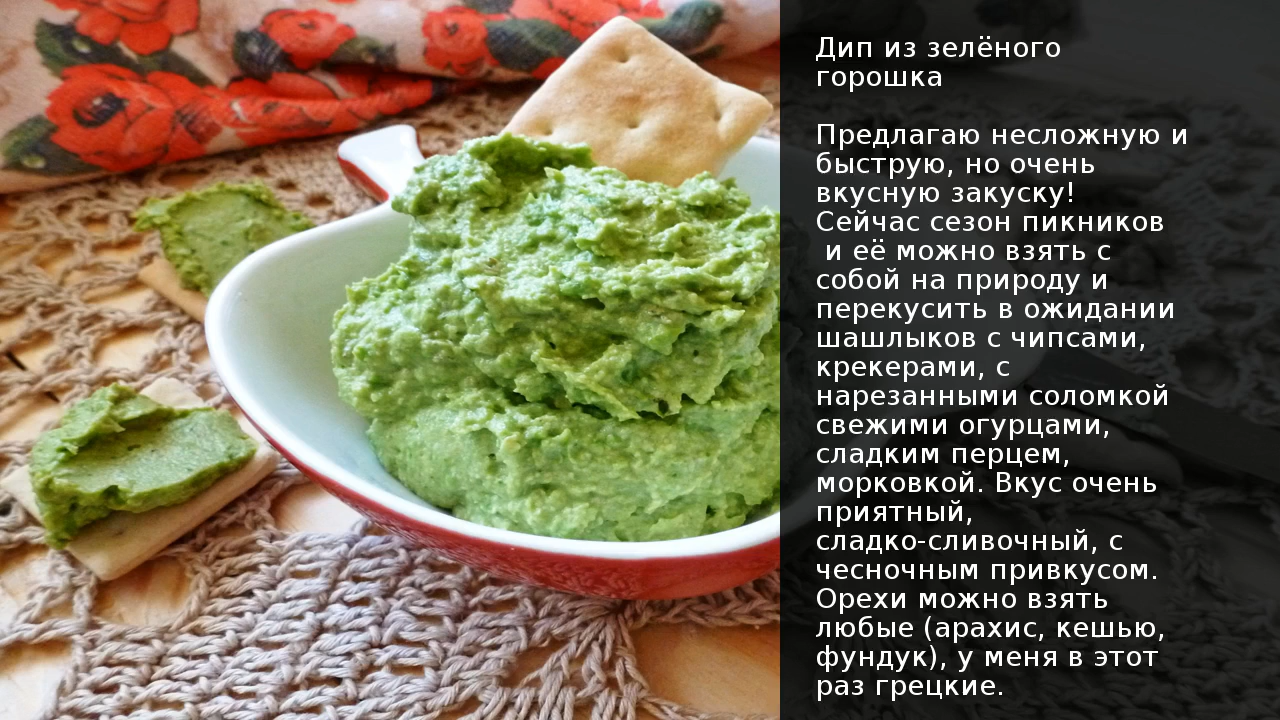 Дип из зелёного
горошка
Предлагаю несложную и
быструю, но очень
вкусную закуску!
Сейчас сезон пикников
и её можно взять с
собой на природу и
перекусить в ожидании
шашлыков с чипсами,
крекерами, с
нарезанными соломкой
свежими огурцами,
сладким перцем,
морковкой. Вкус очень
приятный,
сладко-сливочный, с
чесночным привкусом.
Орехи можно взять
любые (арахис, кешью,
фундук), у меня в этот
раз грецкие.